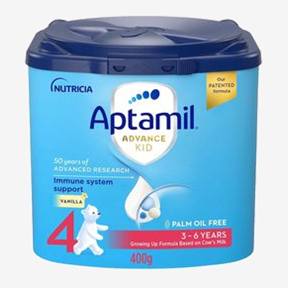 NUTRICIA
Our
PATENTED
formula
Aptamil
ADVANCE
KID
50 years of
ADVANCED RESEARCH
Immune system
support
VANILLA
4
PALM OIL FREE
3 - 6 YEARS
Growing Up Formula Based on Cow's Milk
400g